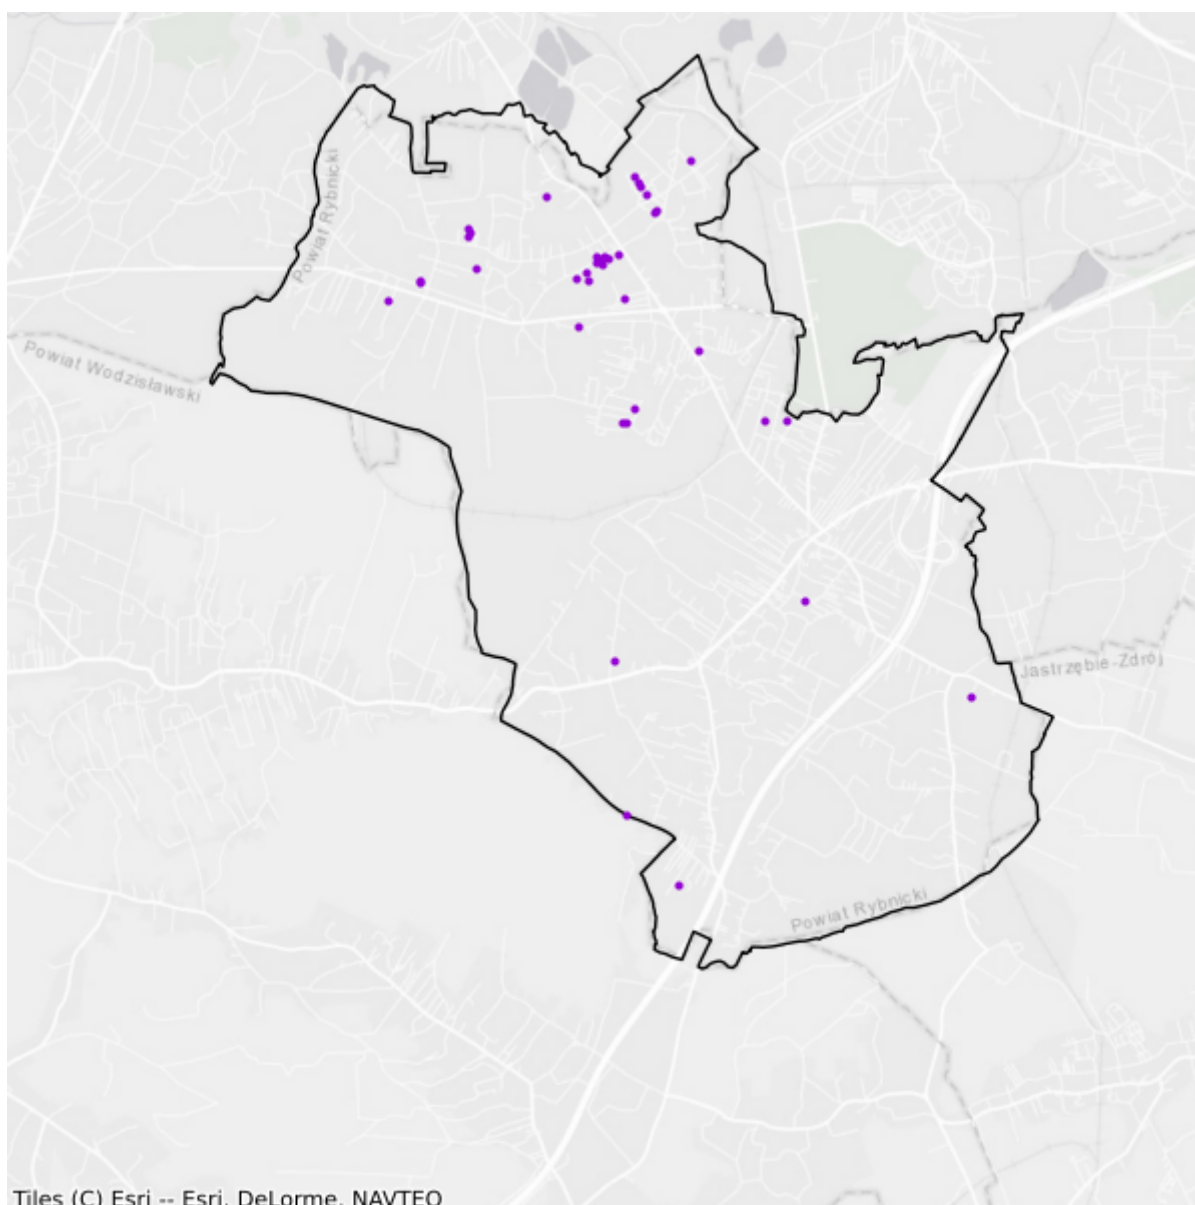 Powiat Rybnicki
Powiat Wodzisławski
Jastrzębie-Zdrój
Powiat Rybnicki
Tiles (C) Esri -- Esri, DeLorme, NAVTEQ